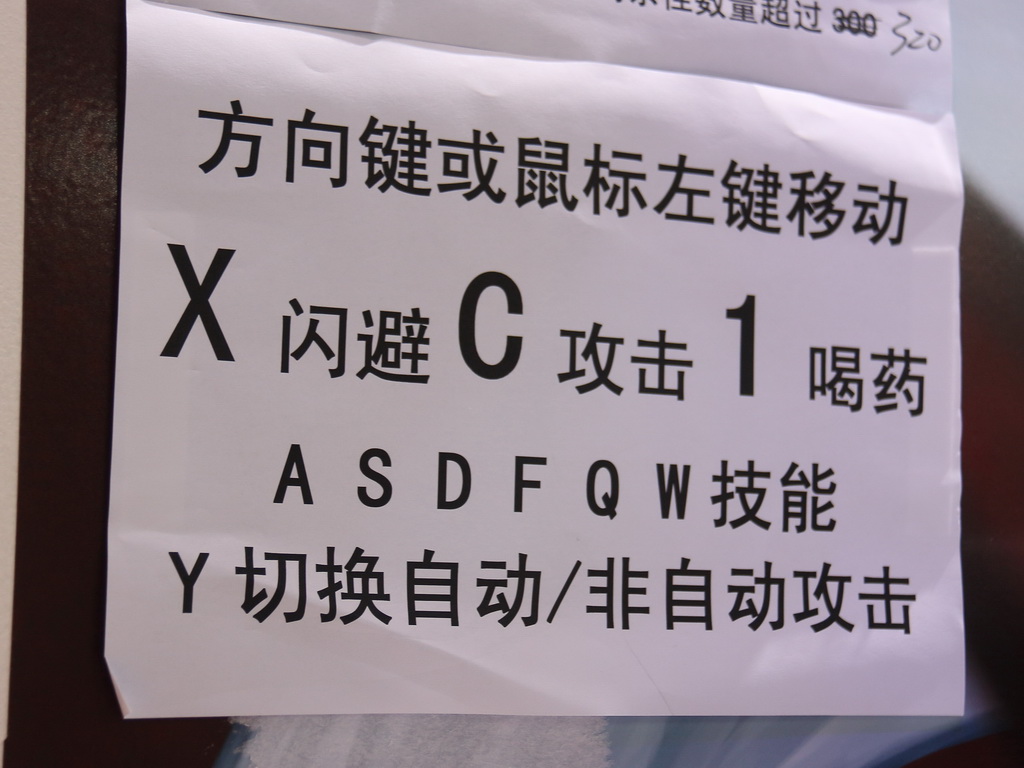 性数量超过 300 320
方向键或鼠标左键移动
X 闪避 C 攻击 1 喝药
A S D F Q W 技能
Y 切换自动/非自动攻击